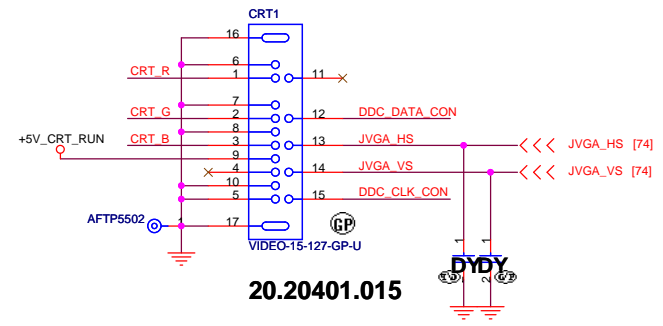 CRT1
16
6
CRT_R 1 11
7
CRT_G 2 12 DDC_DATA_CON
8
+5V_CRT_RUN CRT_B 3 13 JVGA_HS JVGA_HS [74]
9
4 14 JVGA_VS JVGA_VS [74]
10
5 15 DDC_CLK_CON
AFTP5502 1 17 GP
VIDEO-15-127-GP-U
1 1
DY DY
2 2
20.20401.015